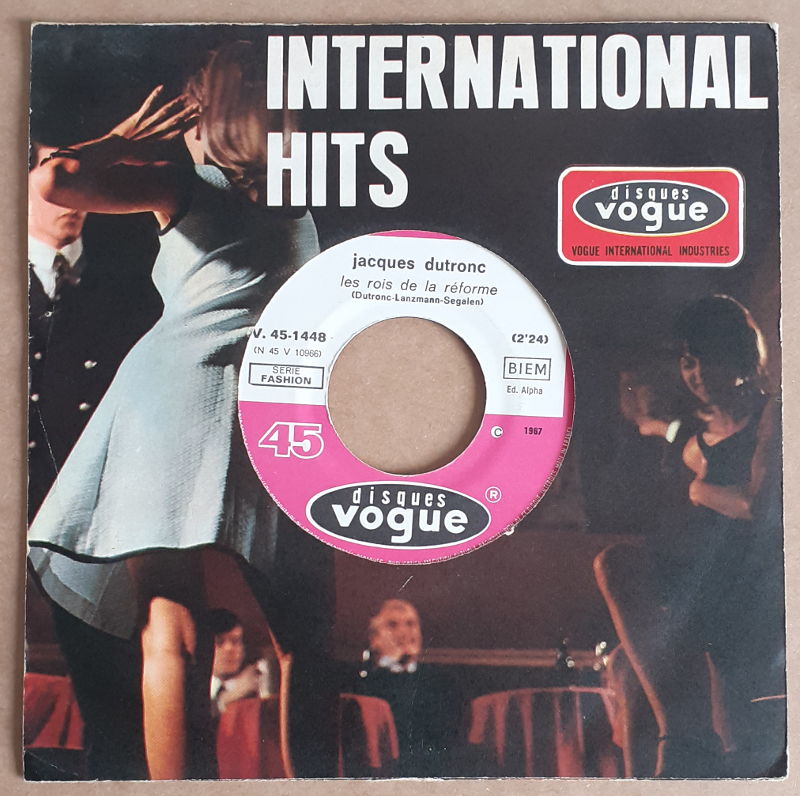 INTERNATIONAL
HITS
disques
vogue
VOGUE INTERNATIONAL INDUSTRIES
jacques dutronc
les rois de la réforme
(Dutronc-Lanzmann-Segalen)
V. 45-1448
(2'24)
(N 45 V 10966)
SERIE
FASHION
BIEM
Ed. Alpha
45
© 1967
disques
vogue
®